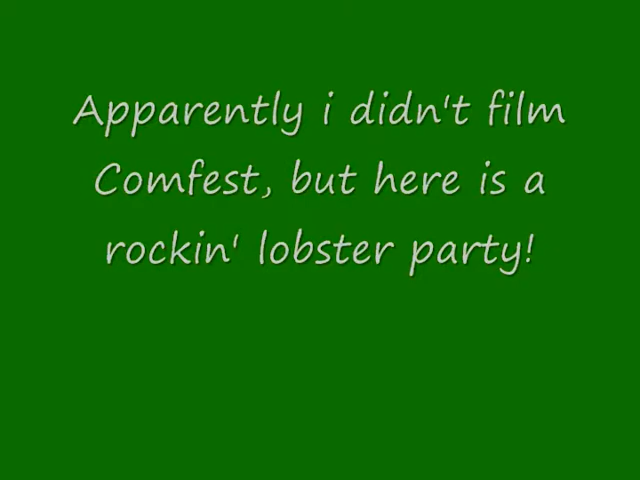 Apparently i didn't film
Comfest, but here is a
rockin' lobster party!